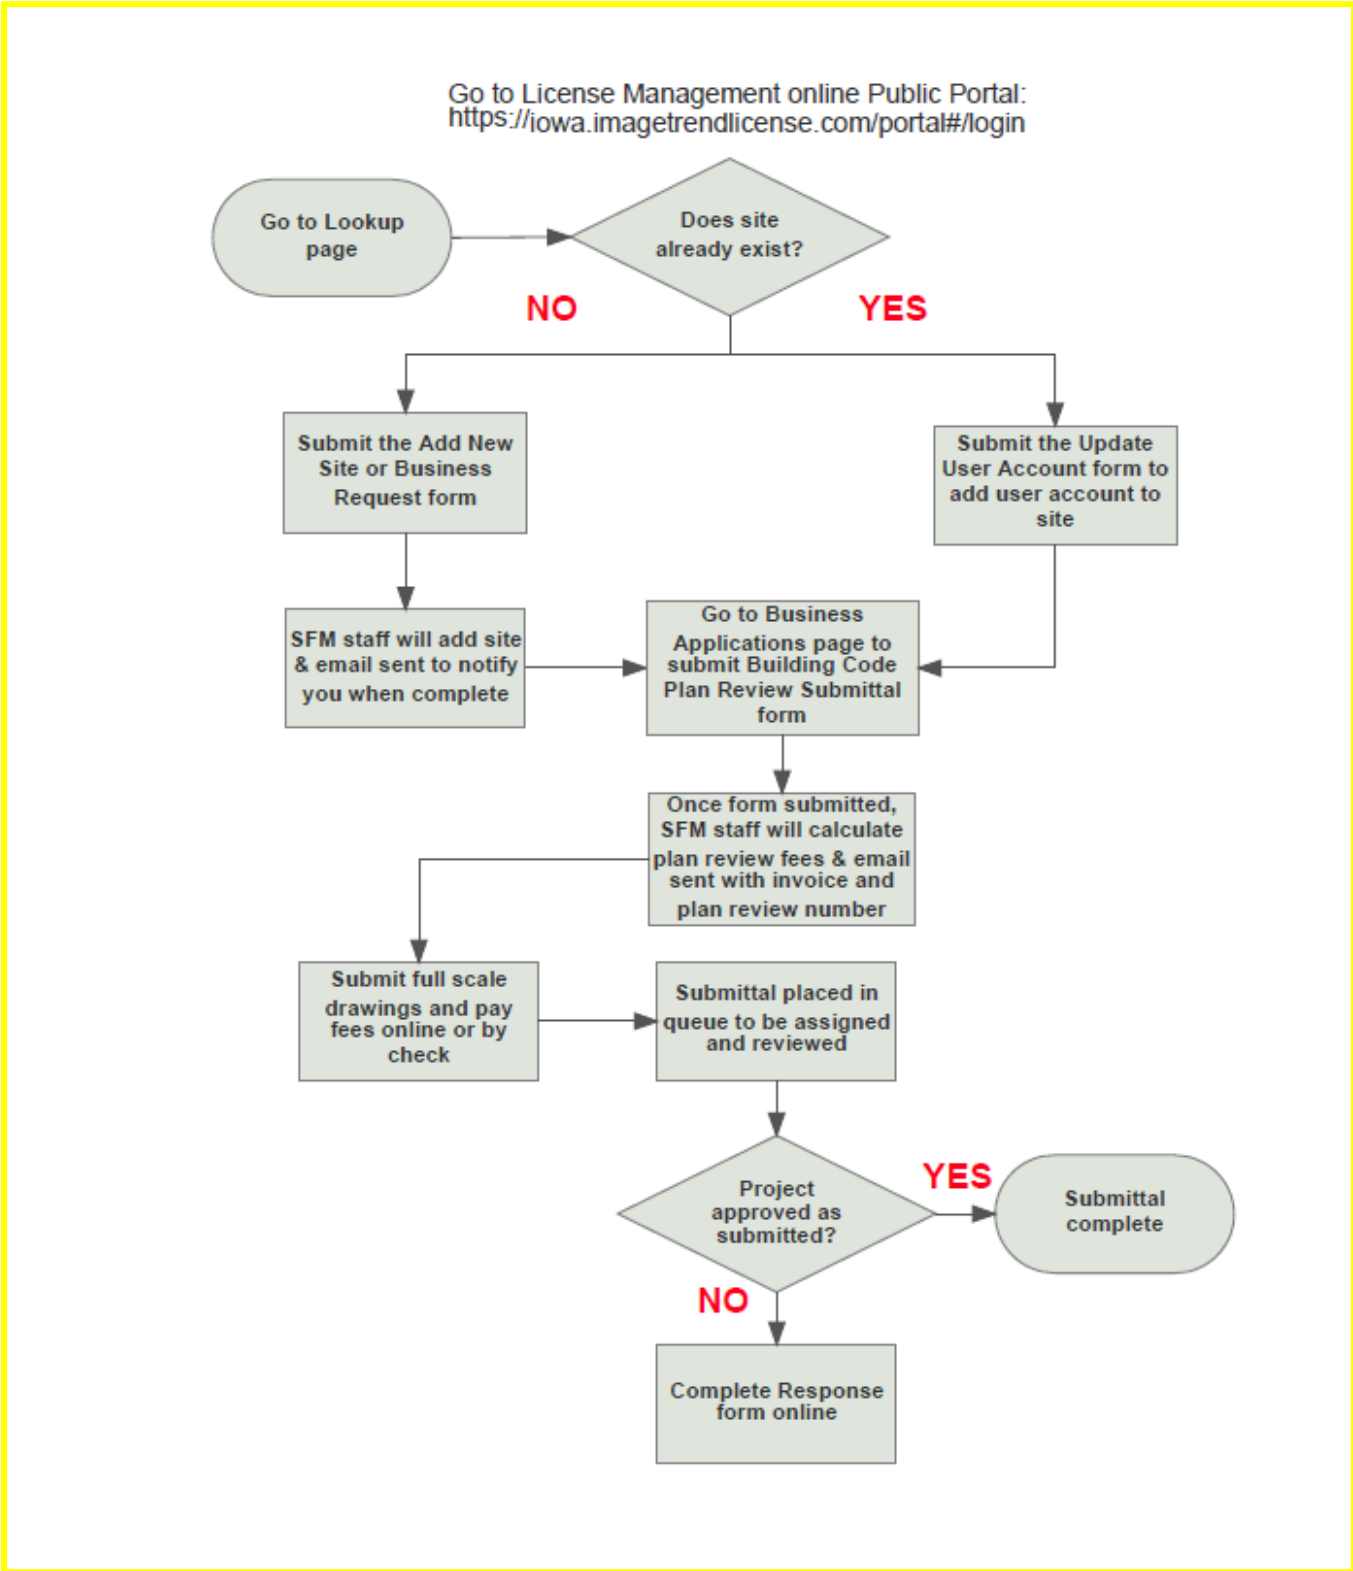 Go to License Management online Public Portal:
https://iowa.imagetrendlicense.com/portal#/login
Go to Lookup
page
Does site
already exist?
NO
YES
Submit the Add New
Site or Business
Request form
Submit the Update
User Account form to
add user account to
site
SFM staff will add site
& email sent to notify
you when complete
Go to Business
Applications page to
submit Building Code
Plan Review Submittal
form
Once form submitted,
SFM staff will calculate
plan review fees & email
sent with invoice and
plan review number
Submit full scale
drawings and pay
fees online or by
check
Submittal placed in
queue to be assigned
and reviewed
Project
approved as
submitted?
YES
Submittal
complete
NO
Complete Response
form online